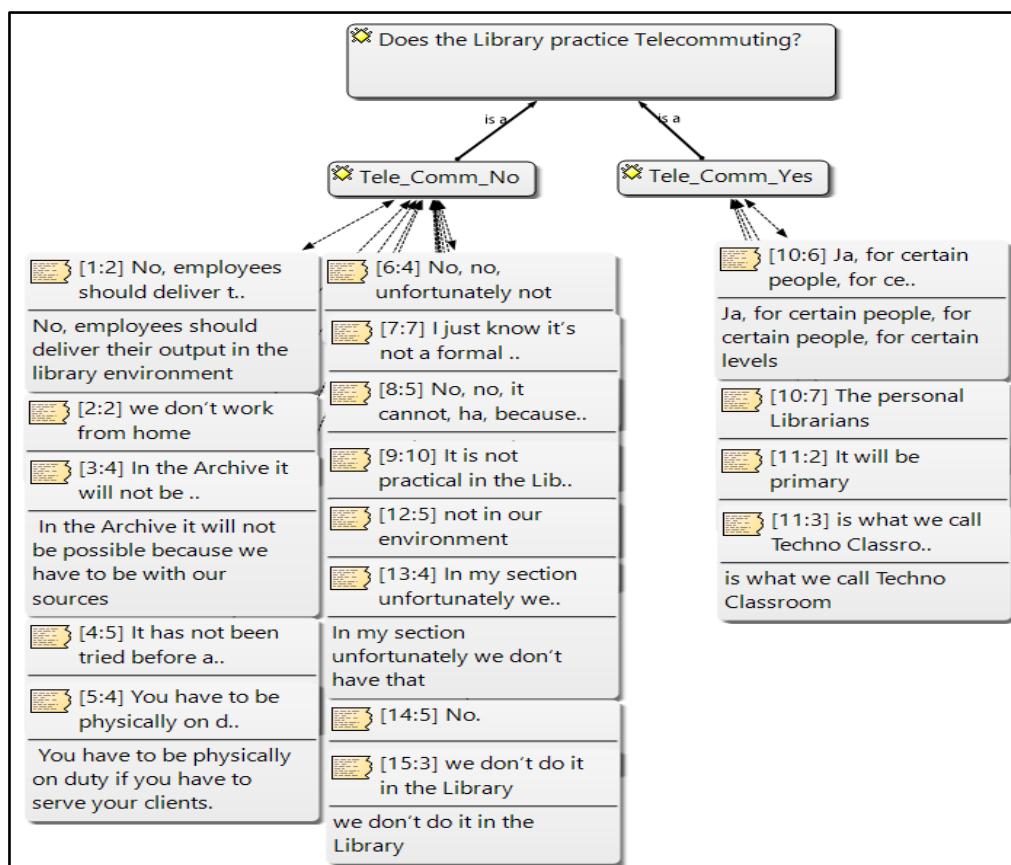 Does the Library practice Telecommuting?
is a
is a
Tele_Comm_No
Tele_Comm_Yes
[1:2] No, employees
should deliver t..
No, employees should
deliver their output in the
library environment
[2:2] we don't work
from home
[3:4] In the Archive it
will not be ..
In the Archive it will not
be possible because we
have to be with our
sources
[4:5] It has not been
tried before a..
[5:4] You have to be
physically on d..
You have to be physically
on duty if you have to
serve your clients.
[6:4] No, no,
unfortunately not
[7:7] I just know it's
not a formal ..
[8:5] No, no, it
cannot, ha, because..
[9:10] It is not
practical in the Lib..
[12:5] not in our
environment
[13:4] In my section
unfortunately we..
In my section
unfortunately we don't
have that
[14:5] No.
[15:3] we don't do it
in the Library
we don't do it in the
Library
[10:6] Ja, for certain
people, for ce..
Ja, for certain people, for
certain people, for certain
levels
[10:7] The personal
Librarians
[11:2] It will be
primary
[11:3] is what we call
Techno Classro..
is what we call Techno
Classroom